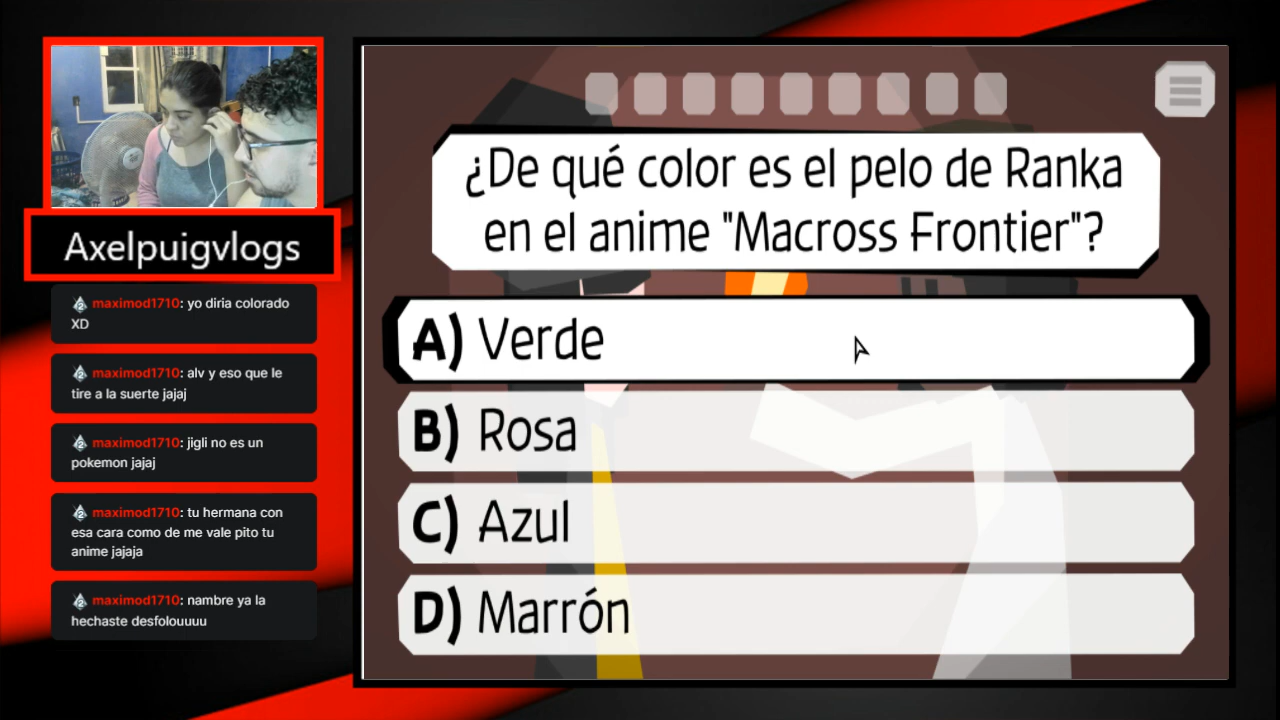 Axelpuigvlogs
maximod1710: yo diria colorado
XD
maximod1710: alv y eso que le
tire a la suerte jajaj
maximod1710: jigli no es un
pokemon jajaj
maximod1710: tu hermana con
esa cara como de me vale pito tu
anime jajaja
maximod1710: nambre ya la
hechaste desfolouuuu
¿De qué color es el pelo de Ranka
en el anime "Macross Frontier"?
A) Verde
B) Rosa
C) Azul
D) Marrón